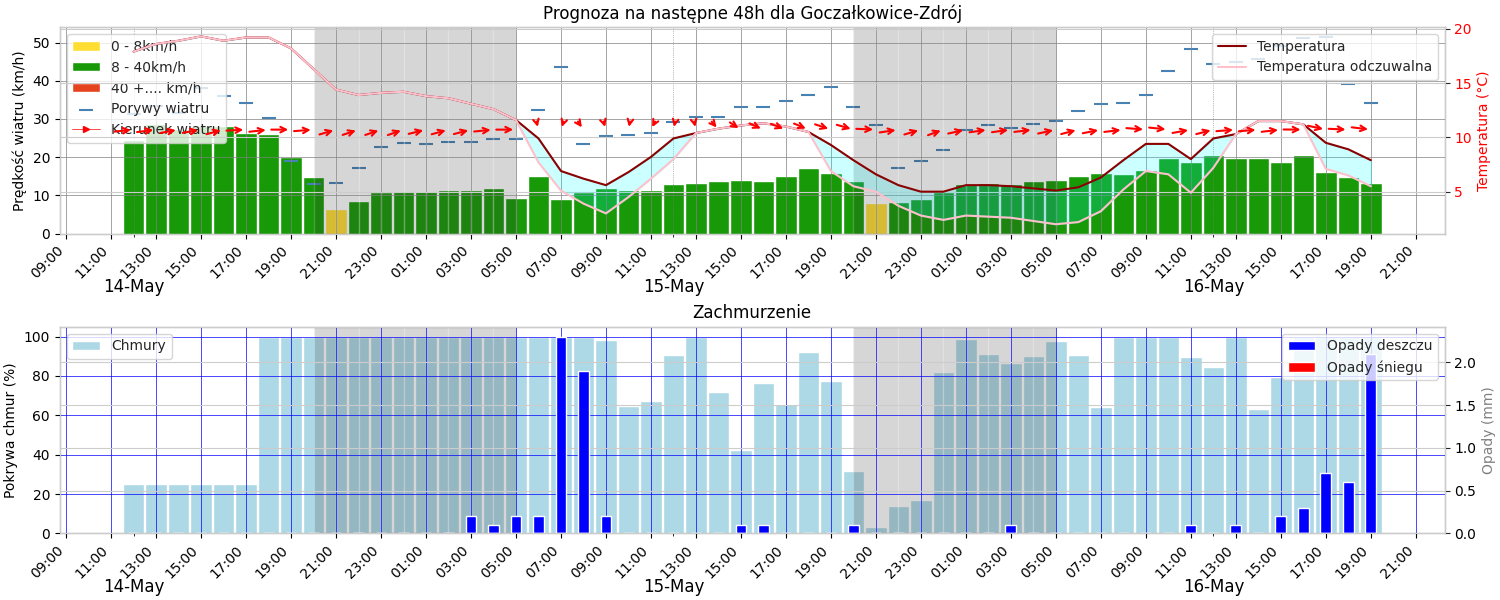 Prognoza na następne 48h dla Goczałkowice-Zdrój
Prędkość wiatru (km/h)
50
40
30
20
10
0
0 - 8km/h
8 - 40km/h
40 +.... km/h
Porywy wiatru
Kierunek wiatru
Temperatura
Temperatura odczuwalna
20
15
10
5
Temperatura (°C)
09:00 11:00 13:00 15:00 17:00 19:00 21:00 23:00 01:00 03:00 05:00 07:00 09:00 11:00 13:00 15:00 17:00 19:00 21:00 23:00 01:00 03:00 05:00 07:00 09:00 11:00 13:00 15:00 17:00 19:00 21:00
14-May 15-May 16-May
Zachmurzenie
Pokrywa chmur (%)
100
80
60
40
20
0
Chmury
Opady deszczu
Opady śniegu
2.0
1.5
1.0
0.5
0.0
Opady (mm)
09:00 11:00 13:00 15:00 17:00 19:00 21:00 23:00 01:00 03:00 05:00 07:00 09:00 11:00 13:00 15:00 17:00 19:00 21:00 23:00 01:00 03:00 05:00 07:00 09:00 11:00 13:00 15:00 17:00 19:00 21:00
14-May 15-May 16-May